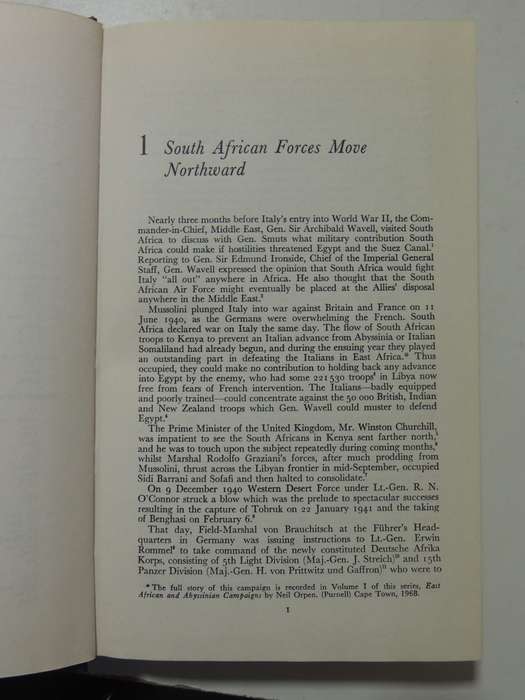 1 South African Forces Move
Northward
Nearly three months before Italy's entry into World War II, the Com-
mander-in-Chief, Middle East, Gen. Sir Archibald Wavell, visited South
Africa to discuss with Gen. Smuts what military contribution South
Africa could make if hostilities threatened Egypt and the Suez Canal.¹
Reporting to Gen. Sir Edmund Ironside, Chief of the Imperial General
Staff, Gen. Wavell expressed the opinion that South Africa would fight
Italy "all out" anywhere in Africa. He also thought that the South
African Air Force might eventually be placed at the Allies' disposal
anywhere in the Middle East.²
Mussolini plunged Italy into war against Britain and France on 11
June 1940, as the Germans were overwhelming the French. South
Africa declared war on Italy the same day. The flow of South African
troops to Kenya to prevent an Italian advance from Abyssinia or Italian
Somaliland had already begun, and during the ensuing year they played
an outstanding part in defeating the Italians in East Africa.* Thus
occupied, they could make no contribution to holding back any advance
into Egypt by the enemy, who had some 221 530 troops⁴ in Libya now
free from fears of French intervention. The Italians—badly equipped
and poorly trained—could concentrate against the 50 000 British, Indian
and New Zealand troops which Gen. Wavell could muster to defend
Egypt.⁴
The Prime Minister of the United Kingdom, Mr. Winston Churchill,
was impatient to see the South Africans in Kenya sent farther north,⁵
and he was to touch upon the subject repeatedly during coming months,⁶
whilst Marshal Rodolfo Graziani's forces, after much prodding from
Mussolini, thrust across the Libyan frontier in mid-September, occupied
Sidi Barrani and Sofafi and then halted to consolidate.⁷
On 9 December 1940 Western Desert Force under Lt.-Gen. R. N.
O'Connor struck a blow which was the prelude to spectacular successes
resulting in the capture of Tobruk on 22 January 1941 and the taking
of Benghasi on February 6.⁸
That day, Field-Marshal von Brauchitsch at the Führer's Head-
quarters in Germany was issuing instructions to Lt.-Gen. Erwin
Rommel⁹ to take command of the newly constituted Deutsche Afrika
Korps, consisting of 5th Light Division (Maj.-Gen. J. Streich)¹⁰ and 15th
Panzer Division (Maj.-Gen. H. von Prittwitz und Gaffron)¹¹ who were to
* The full story of this campaign is recorded in Volume I of this series, East
African and Abyssinian Campaigns by Neil Orpen. (Purnell) Cape Town, 1968.
1